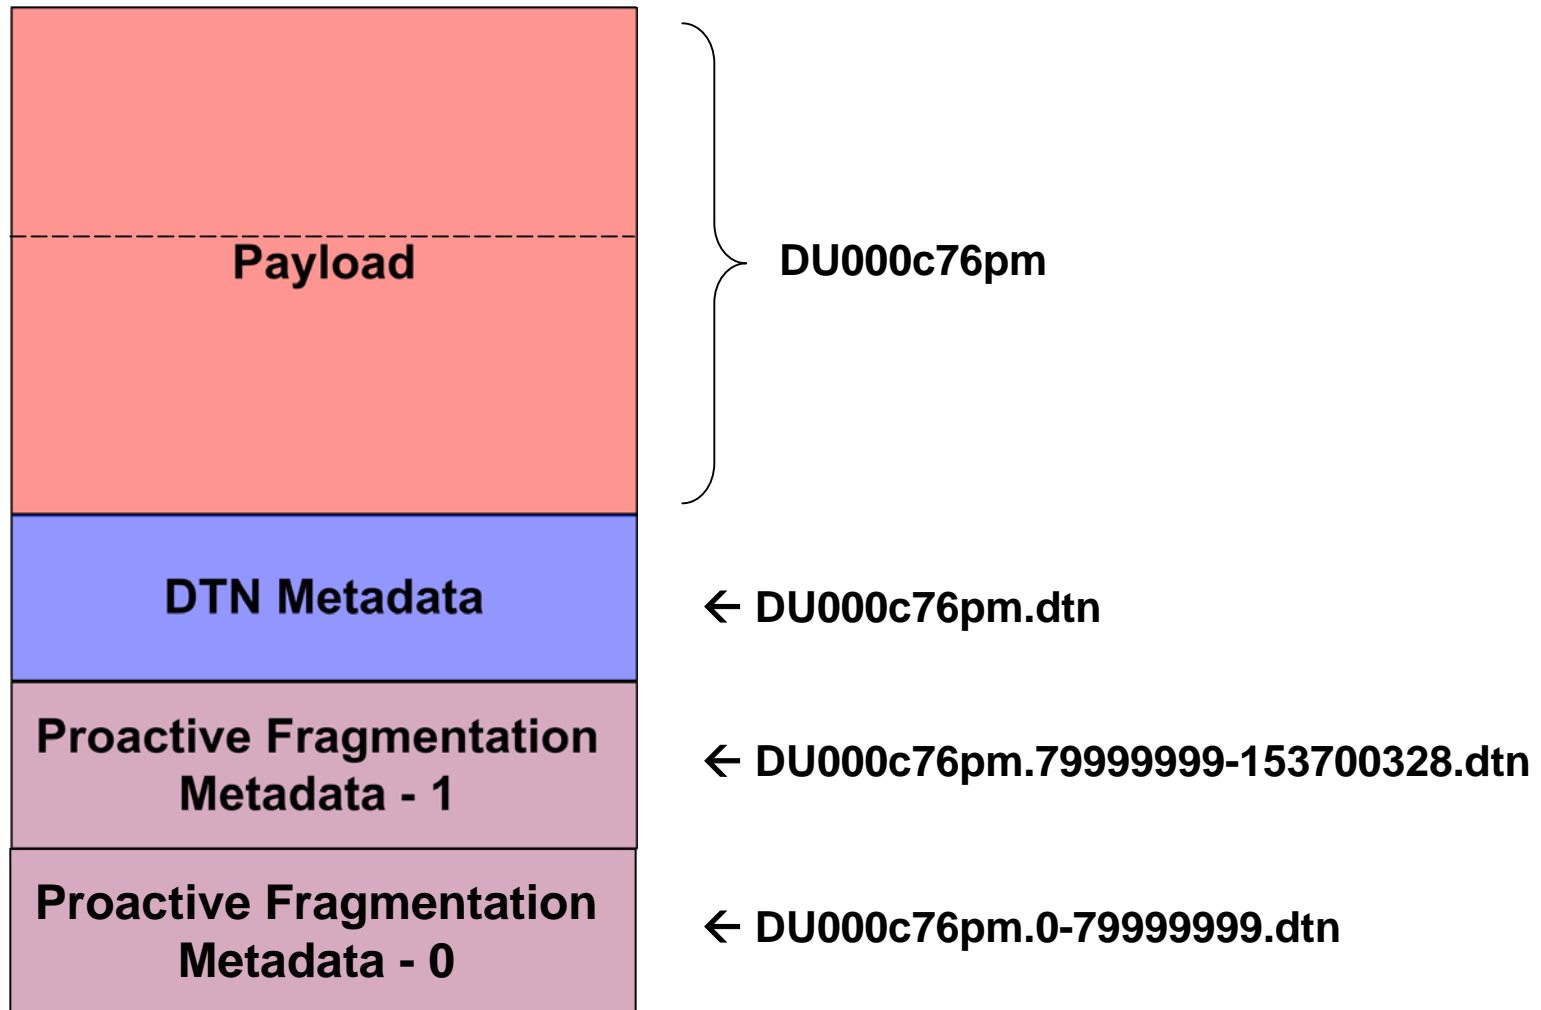 Payload
DU000c76pm
DTN Metadata
← DU000c76pm.dtn
Proactive Fragmentation
Metadata - 1
← DU000c76pm.79999999-153700328.dtn
Proactive Fragmentation
Metadata - 0
← DU000c76pm.0-79999999.dtn